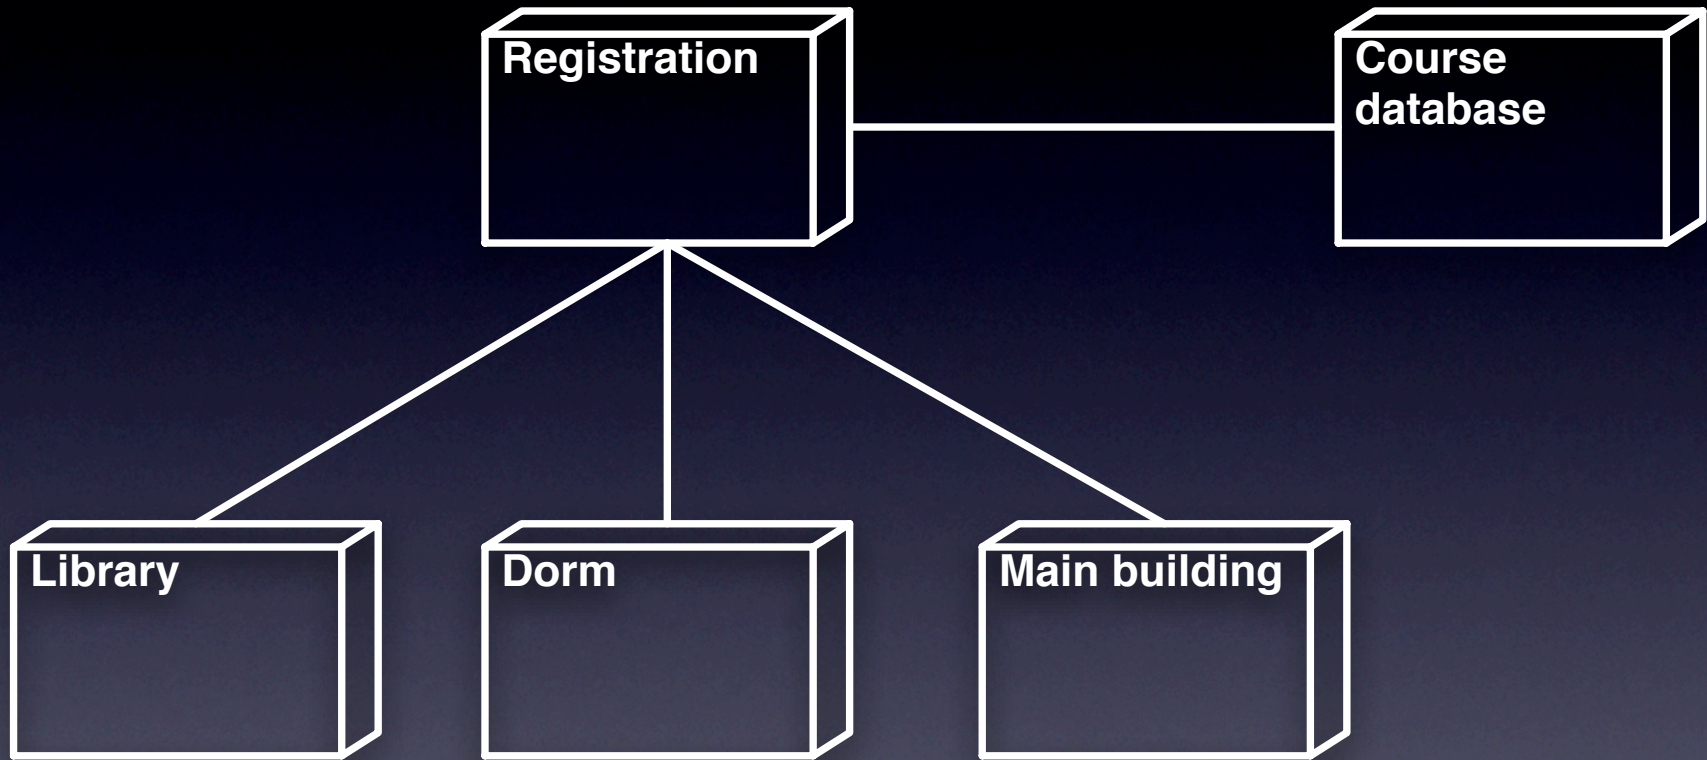 Registration
Course
database
Library
Dorm
Main building